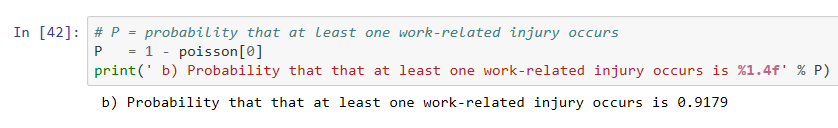 In [42]: # P = probability that at least one work-related injury occurs
P   = 1 - poisson[0]
print(' b) Probability that that at least one work-related injury occurs is %1.4f' % P)
b) Probability that that at least one work-related injury occurs is 0.9179